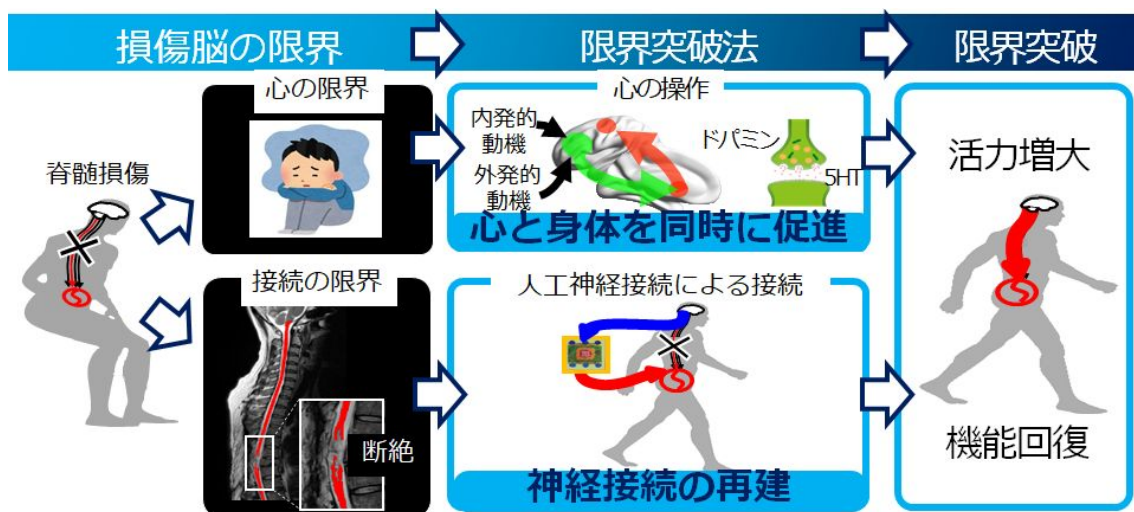 損傷脳の限界
限界突破法
限界突破
脊髄損傷
心の限界
心の操作
内発的
動機
外発的
動機
ドパミン
5HT
心と身体を同時に促進
接続の限界
断絶
人工神経接続による接続
神経接続の再建
活力増大
機能回復